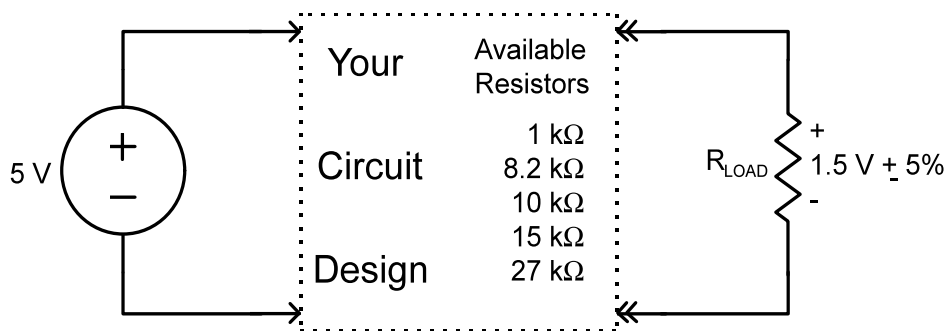 Your
Circuit
Design
Available
Resistors
1 kΩ
8.2 kΩ
10 kΩ
15 kΩ
27 kΩ
5 V
+
−
R_LOAD
+
1.5 V ± 5%
-